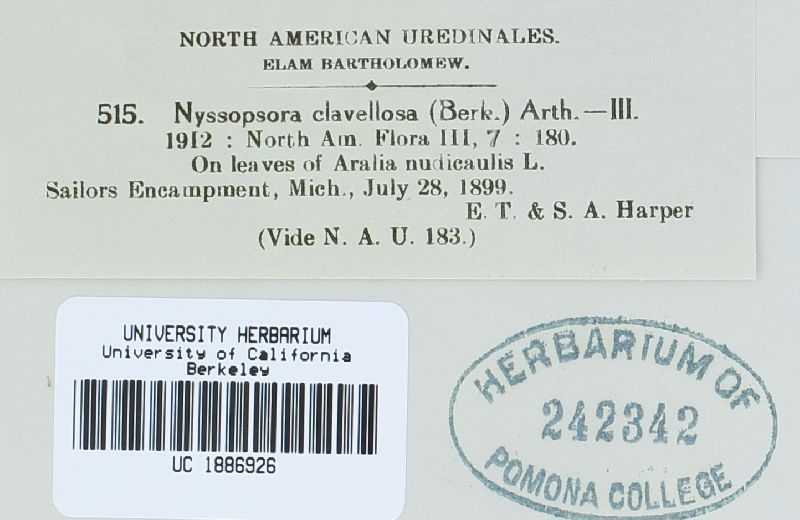 NORTH AMERICAN UREDINALES.
ELAM BARTHOLOMEW.
515. Nyssopsora clavellosa (Berk.) Arth.—III.
1912 : North Am. Flora III, 7 : 180.
On leaves of Aralia nudicaulis L.
Sailors Encampment, Mich., July 28, 1899.
E. T. & S. A. Harper
(Vide N. A. U. 183.)
UNIVERSITY HERBARIUM
University of California
Berkeley
UC 1886926
HERBARIUM OF
242342
POMONA COLLEGE